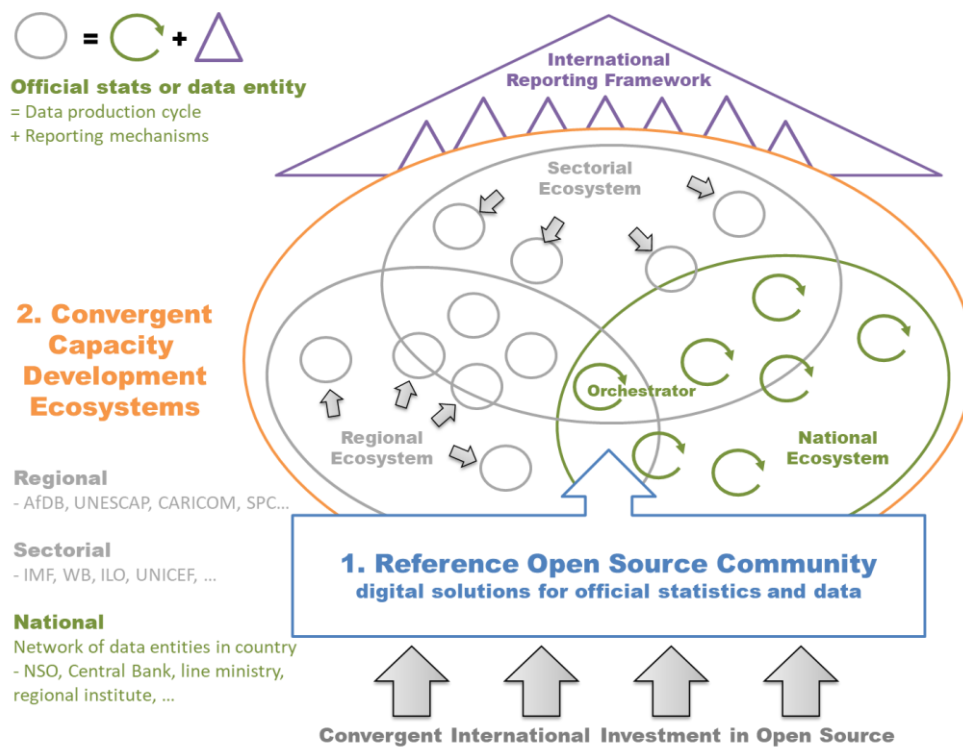 = +
Official stats or data entity
= Data production cycle
+ Reporting mechanisms
International
Reporting Framework
Sectorial
Ecosystem
2. Convergent
Capacity
Development
Ecosystems
Orchestrator
Regional
Ecosystem
National
Ecosystem
Regional
- AfDB, UNESCAP, CARICOM, SPC...
Sectorial
- IMF, WB, ILO, UNICEF, ...
National
Network of data entities in country
- NSO, Central Bank, line ministry,
regional institute, ...
1. Reference Open Source Community
digital solutions for official statistics and data
Convergent International Investment in Open Source